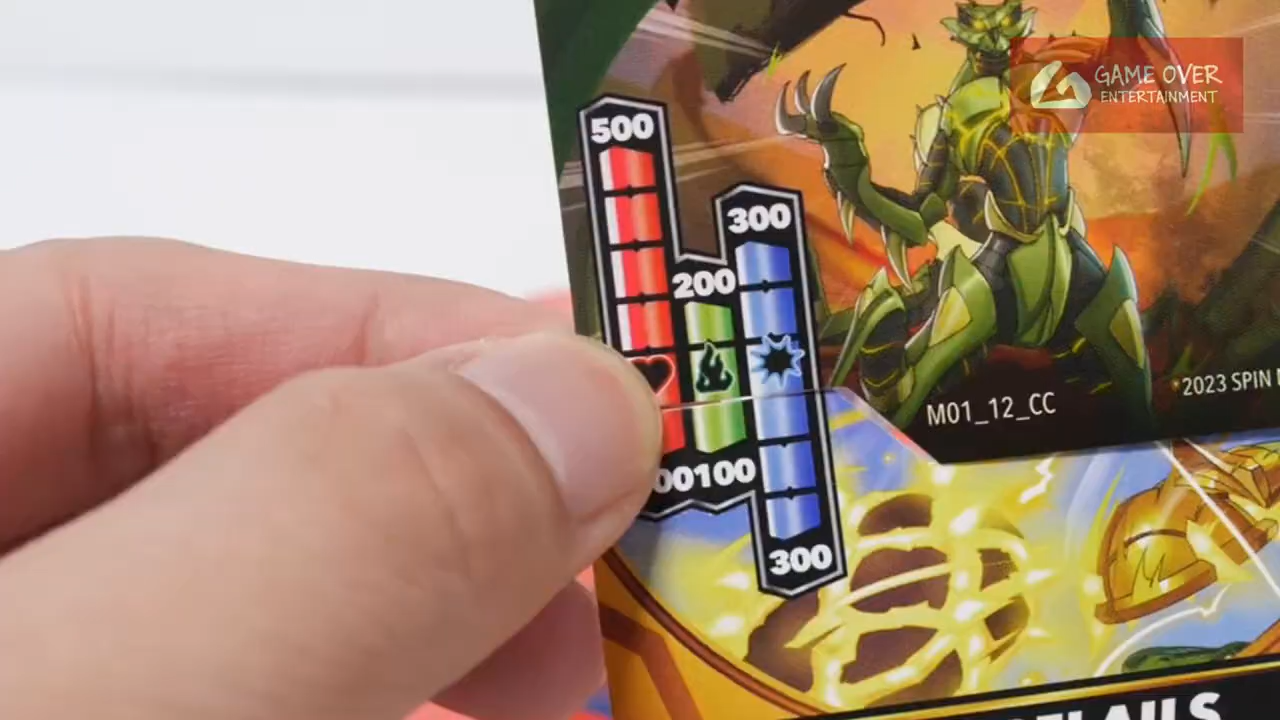 GAME OVER
ENTERTAINMENT
500
300
200
2023 SPIN
M01_12_CC
00100
300